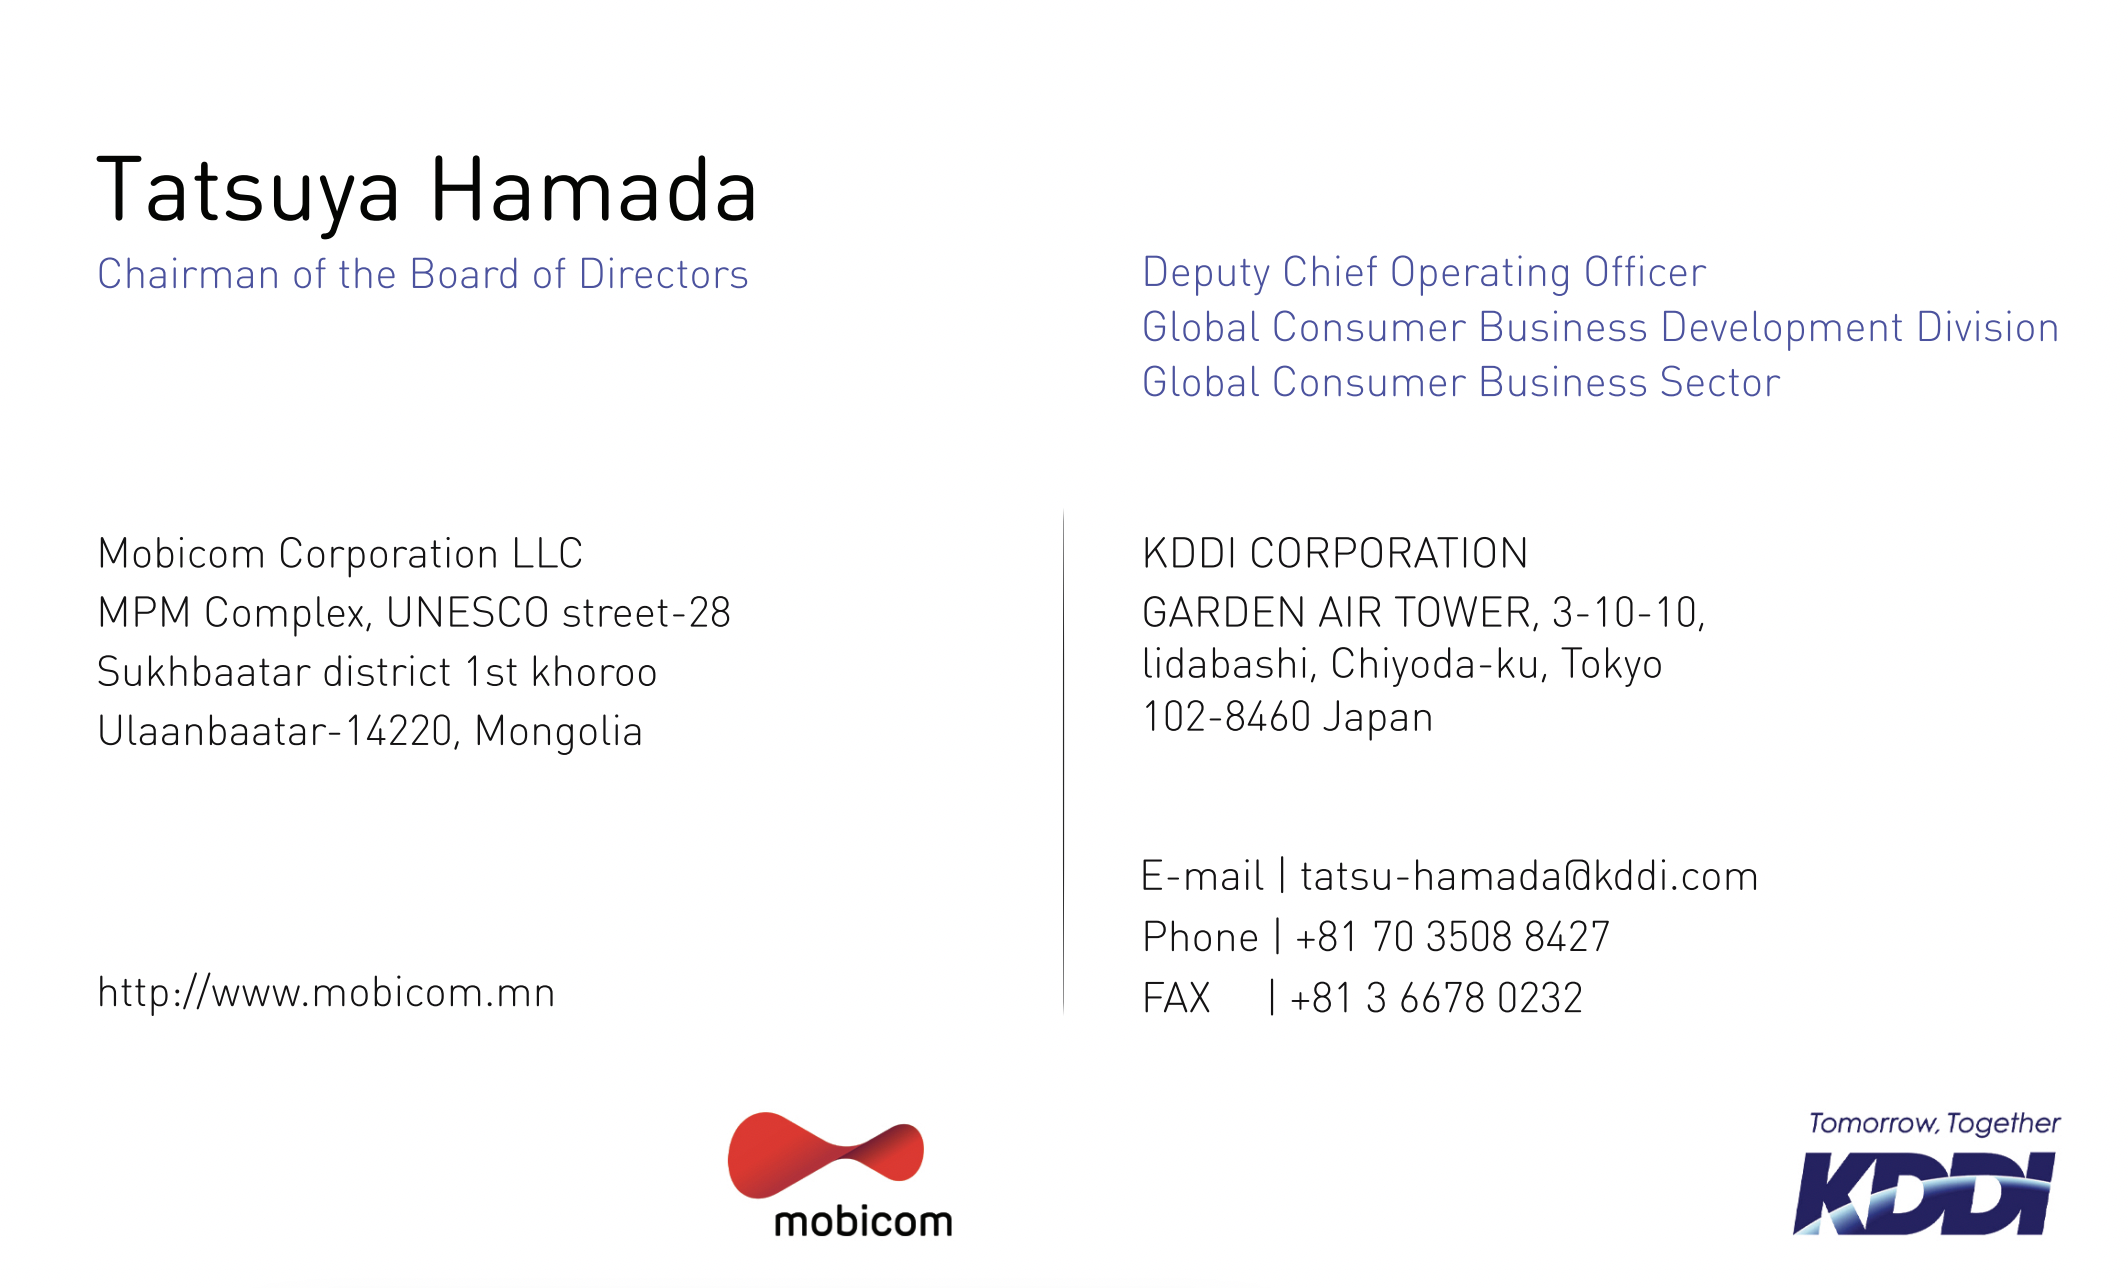 Tatsuya Hamada
Chairman of the Board of Directors
Deputy Chief Operating Officer
Global Consumer Business Development Division
Global Consumer Business Sector
Mobicom Corporation LLC
MPM Complex, UNESCO street-28
Sukhbaatar district 1st khoroo
Ulaanbaatar-14220, Mongolia
http://www.mobicom.mn
KDDI CORPORATION
GARDEN AIR TOWER, 3-10-10,
lidabashi, Chiyoda-ku, Tokyo
102-8460 Japan
E-mail | tatsu-hamada@kddi.com
Phone | +81 70 3508 8427
FAX | +81 3 6678 0232
mobicom
Tomorrow, Together
KDDI